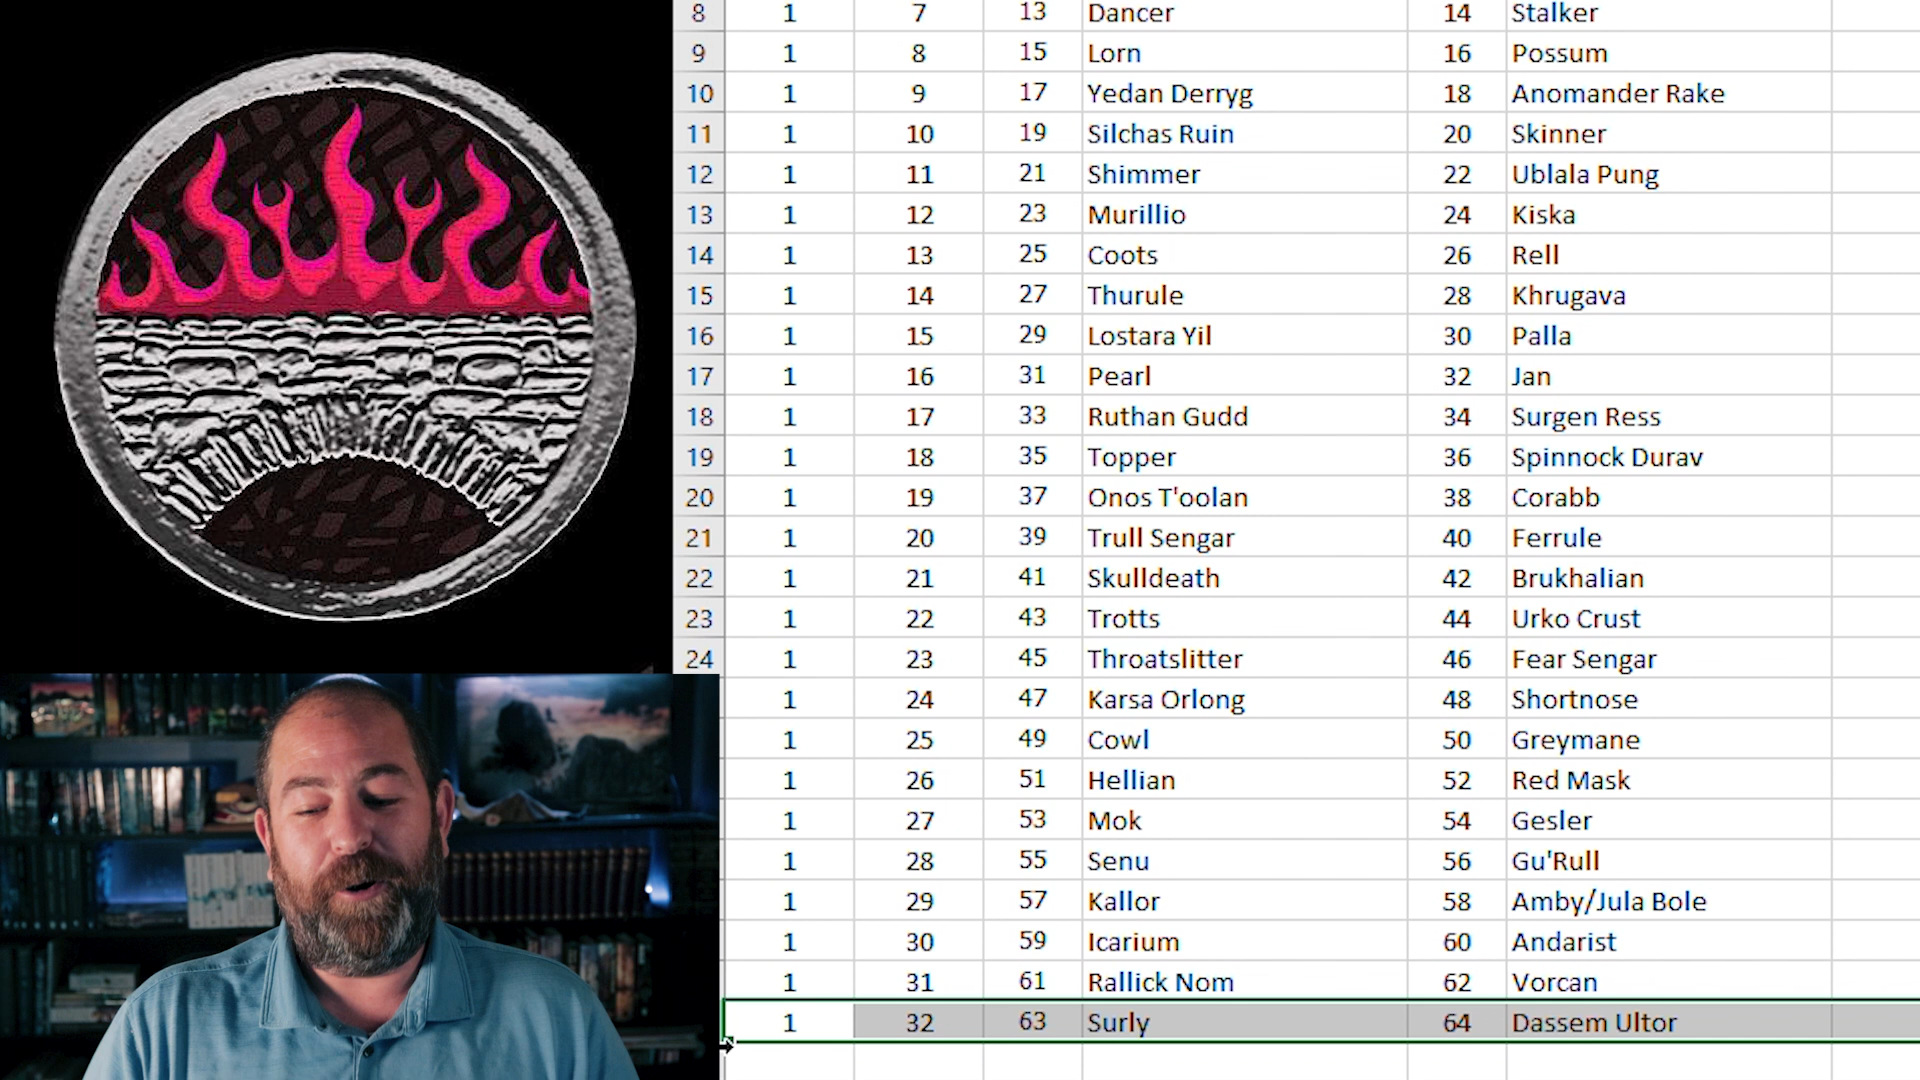 8 1 7 13 Dancer 14 Stalker
9 1 8 15 Lorn 16 Possum
10 1 9 17 Yedan Derryg 18 Anomander Rake
11 1 10 19 Silchas Ruin 20 Skinner
12 1 11 21 Shimmer 22 Ublala Pung
13 1 12 23 Murillio 24 Kiska
14 1 13 25 Coots 26 Rell
15 1 14 27 Thurule 28 Khrugava
16 1 15 29 Lostara Yil 30 Palla
17 1 16 31 Pearl 32 Jan
18 1 17 33 Ruthan Gudd 34 Surgen Ress
19 1 18 35 Topper 36 Spinnock Durav
20 1 19 37 Onos T'oolan 38 Corabb
21 1 20 39 Trull Sengar 40 Ferrule
22 1 21 41 Skulldeath 42 Brukhalian
23 1 22 43 Trotts 44 Urko Crust
24 1 23 45 Throatslitter 46 Fear Sengar
1 24 47 Karsa Orlong 48 Shortnose
1 25 49 Cowl 50 Greymane
1 26 51 Hellian 52 Red Mask
1 27 53 Mok 54 Gesler
1 28 55 Senu 56 Gu'Rull
1 29 57 Kallor 58 Amby/Jula Bole
1 30 59 Icarium 60 Andarist
1 31 61 Rallick Nom 62 Vorcan
1 32 63 Surly 64 Dassem Ultor